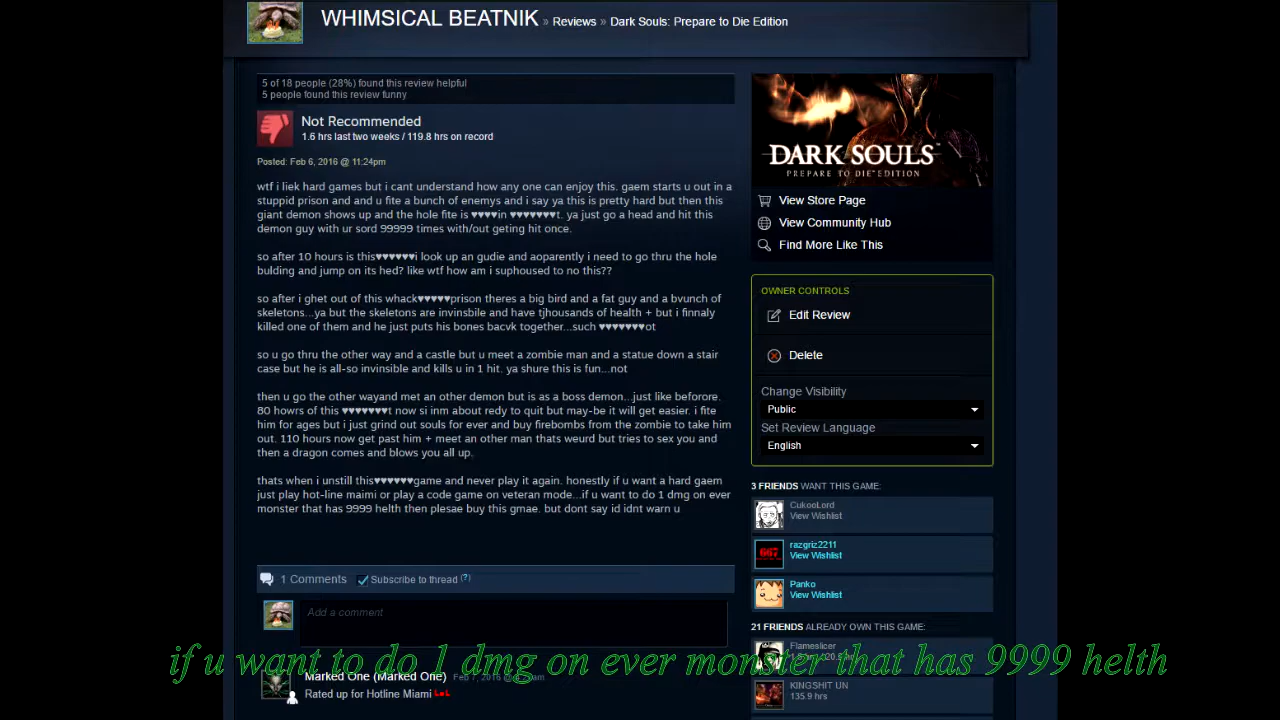 WHIMSICAL BEATNIK » Reviews » Dark Souls: Prepare to Die Edition
5 of 18 people (28%) found this review helpful
5 people found this review funny
Not Recommended
1.6 hrs last two weeks / 119.8 hrs on record
Posted: Feb 6, 2016 @ 11:24pm
wtf i liek hard games but i cant understand how any one can enjoy this. gaem starts u out in a
stuppid prison and and u fite a bunch of enemys and i say ya this is pretty hard but then this
giant demon shows up and the hole fite is ♥♥♥♥in ♥♥♥♥♥♥♥t. ya just go a head and hit this
demon guy with ur sord 99999 times with/out geting hit once.
so after 10 hours is this♥♥♥♥♥♥i look up an gudie and aoparently i need to go thru the hole
bulding and jump on its hed? like wtf how am i suphoused to no this??
so after i ghet out of this whack♥♥♥♥♥prison theres a big bird and a fat guy and a bvunch of
skeletons...ya but the skeletons are invinsbile and have tjhousands of health + but i finnaly
killed one of them and he just puts his bones bacvk together...such ♥♥♥♥♥♥♥ot
so u go thru the other way and a castle but u meet a zombie man and a statue down a stair
case but he is all-so invinsible and kills u in 1 hit. ya shure this is fun...not
then u go the other wayand met an other demon but is as a boss demon...just like beforore.
80 howrs of this ♥♥♥♥♥♥♥t now si inm about redy to quit but may-be it will get easier. i fite
him for ages but i just grind out souls for ever and buy firebombs from the zombie to take him
out. 110 hours now get past him + meet an other man thats weurd but tries to sex you and
then a dragon comes and blows you all up.
thats when i unstill this♥♥♥♥♥♥game and never play it again. honestly if u want a hard gaem
just play hot-line maimi or play a code game on veteran mode...if u want to do 1 dmg on ever
monster that has 9999 helth then plesae buy this gmae. but dont say id idnt warn u
1 Comments Subscribe to thread (?)
Add a comment
Marked One (Marked One) Feb 7, 2016 @
Rated up for Hotline Miami LoL
DARK SOULS
PREPARE TO DIE EDITION
View Store Page
View Community Hub
Find More Like This
OWNER CONTROLS
Edit Review
Delete
Change Visibility
Public
Set Review Language
English
3 FRIENDS WANT THIS GAME:
CukooLord
View Wishlist
667
razgriz2211
View Wishlist
Panko
View Wishlist
21 FRIENDS ALREADY OWN THIS GAME:
Flameslicer
KINGSHIT UN
135.9 hrs
if u want to do 1 dmg on ever monster that has 9999 helth